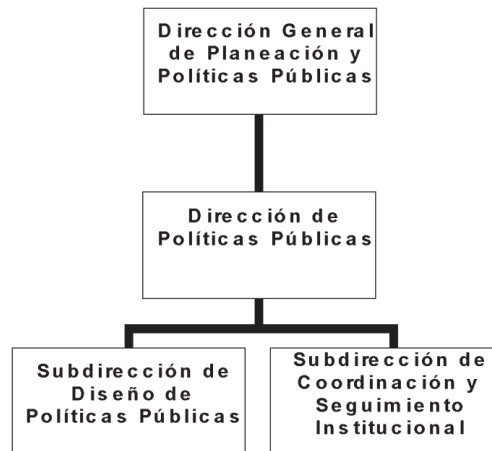 Dirección General
de Planeación y
Políticas Públicas
Dirección de
Políticas Públicas
Subdirección de
Diseño de
Políticas Públicas
Subdirección de
Coordinación y
Seguimiento
Institucional